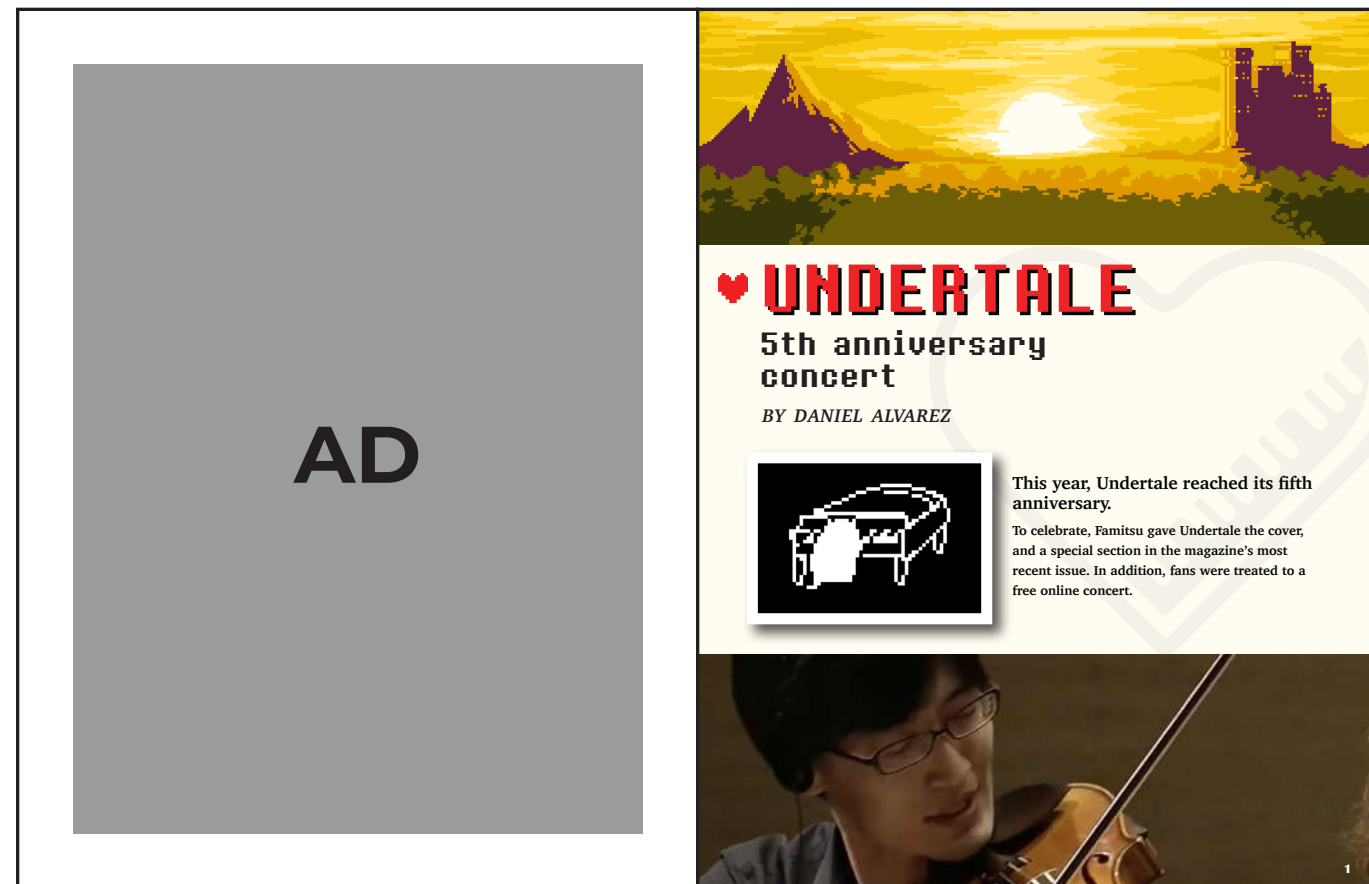 AD
UNDERTALE
5th anniversary
concert
BY DANIEL ALVAREZ
This year, Undertale reached its fifth
anniversary.
To celebrate, Famitsu gave Undertale the cover,
and a special section in the magazine's most
recent issue. In addition, fans were treated to a
free online concert.
1